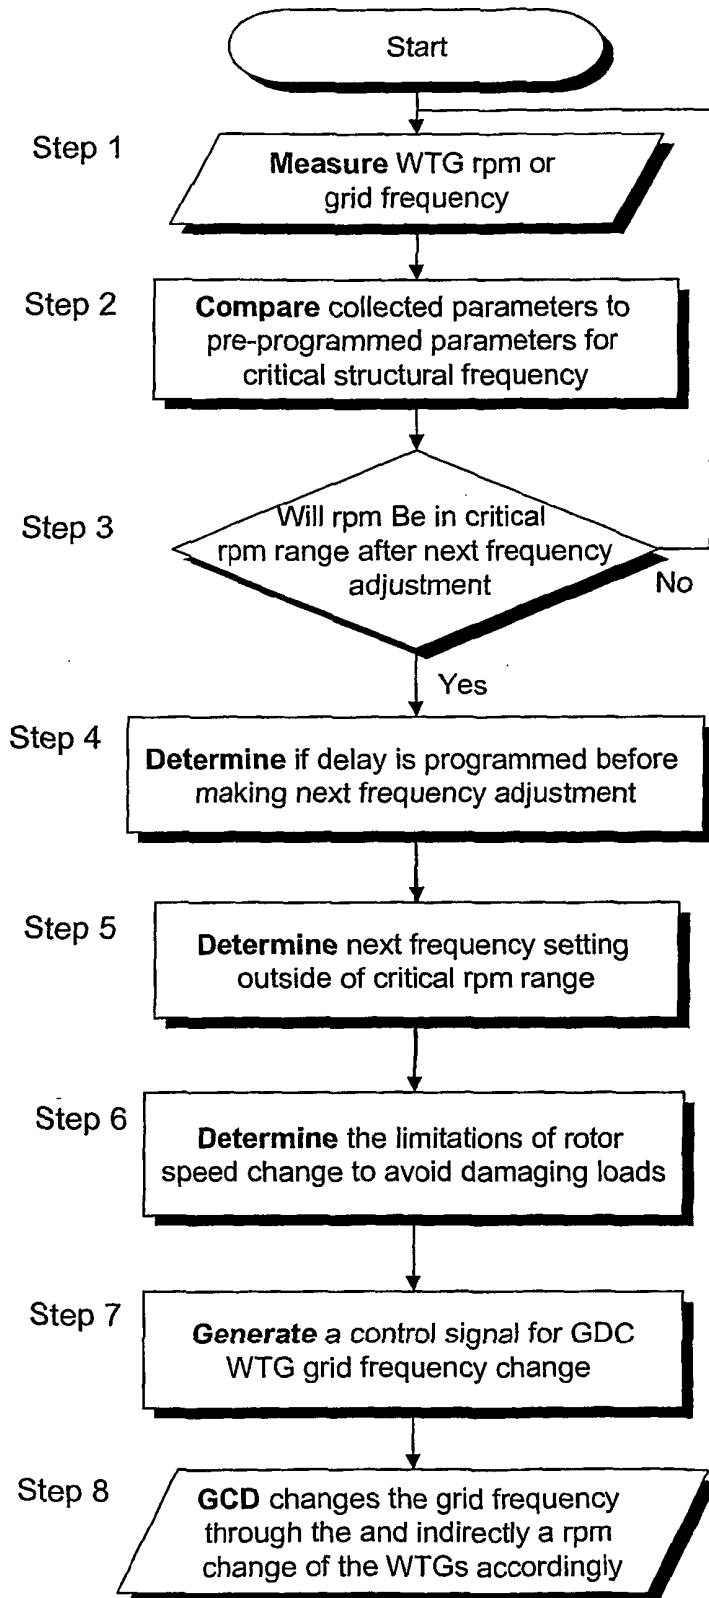 Start
Step 1
Measure WTG rpm or
grid frequency
Step 2
Compare collected parameters to
pre-programmed parameters for
critical structural frequency
Step 3
Will rpm Be in critical
rpm range after next frequency
adjustment
No
Yes
Step 4
Determine if delay is programmed before
making next frequency adjustment
Step 5
Determine next frequency setting
outside of critical rpm range
Step 6
Determine the limitations of rotor
speed change to avoid damaging loads
Step 7
Generate a control signal for GDC
WTG grid frequency change
Step 8
GCD changes the grid frequency
through the and indirectly a rpm
change of the WTGs accordingly